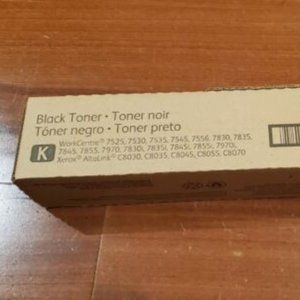 Black Toner • Toner noir
Tóner negro • Toner preto
K
WorkCentre® 7525, 7530, 7535, 7545, 7556, 7830, 7835,
7845, 7855, 7970, 7830i, 7835i, 7845i, 7855i, 7970i,
Xerox® AltaLink® C8030, C8035, C8045, C8055, C8070